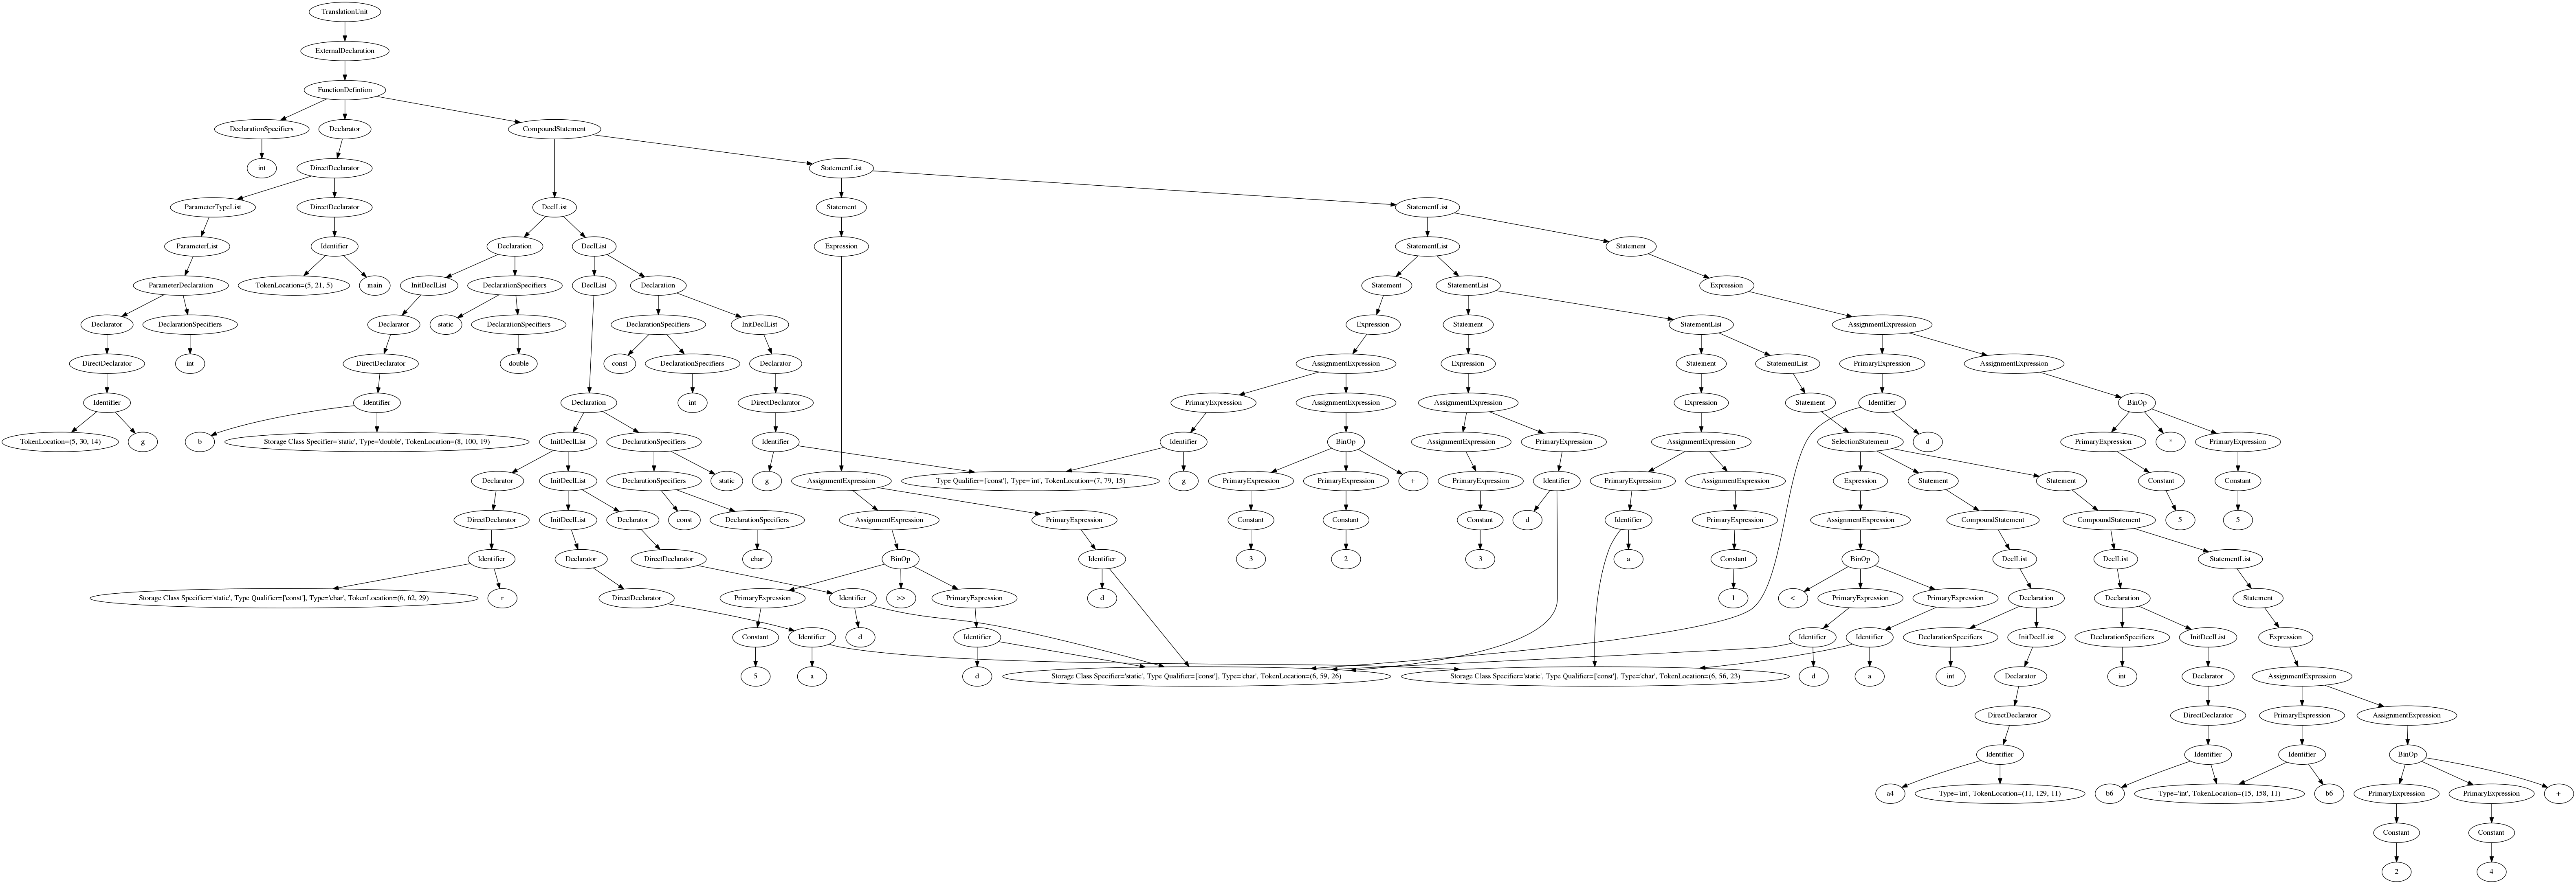 TranslationUnit
ExternalDeclaration
FunctionDefintion
DeclarationSpecifiers Declarator CompoundStatement
int DirectDeclarator StatementList
ParameterTypeList DirectDeclarator DeclList Statement StatementList
ParameterList Identifier Declaration DeclList Expression StatementList Statement
ParameterDeclaration TokenLocation=(5, 21, 5) main InitDeclList DeclarationSpecifiers DeclList Declaration Statement StatementList Expression
Declarator DeclarationSpecifiers Declarator static DeclarationSpecifiers DeclarationSpecifiers InitDeclList Expression Statement StatementList AssignmentExpression
DirectDeclarator int DirectDeclarator double const DeclarationSpecifiers Declarator AssignmentExpression Expression Statement StatementList PrimaryExpression AssignmentExpression
Identifier Identifier Declaration int DirectDeclarator PrimaryExpression AssignmentExpression AssignmentExpression Expression Statement Identifier BinOp
TokenLocation=(5, 30, 14) g b Storage Class Specifier='static', Type='double', TokenLocation=(8, 100, 19) InitDeclList DeclarationSpecifiers Identifier Identifier BinOp AssignmentExpression PrimaryExpression AssignmentExpression SelectionStatement d PrimaryExpression * PrimaryExpression
Declarator InitDeclList DeclarationSpecifiers static g AssignmentExpression Type Qualifier=['const'], Type='int', TokenLocation=(7, 79, 15) g PrimaryExpression PrimaryExpression + PrimaryExpression Identifier PrimaryExpression AssignmentExpression Expression Statement Statement Constant Constant
DirectDeclarator InitDeclList Declarator const DeclarationSpecifiers AssignmentExpression PrimaryExpression Constant Constant Constant d Identifier PrimaryExpression AssignmentExpression CompoundStatement CompoundStatement 5 5
Identifier Declarator DirectDeclarator char BinOp Identifier 3 2 3 a Constant BinOp DeclList DeclList StatementList
Storage Class Specifier='static', Type Qualifier=['const'], Type='char', TokenLocation=(6, 62, 29) r DirectDeclarator PrimaryExpression Identifier >> PrimaryExpression d 1 < PrimaryExpression PrimaryExpression Declaration Declaration Statement
Constant Identifier d Identifier Identifier Identifier DeclarationSpecifiers InitDeclList DeclarationSpecifiers InitDeclList Expression
5 a d Storage Class Specifier='static', Type Qualifier=['const'], Type='char', TokenLocation=(6, 59, 26) Storage Class Specifier='static', Type Qualifier=['const'], Type='char', TokenLocation=(6, 56, 23) d a int Declarator int Declarator AssignmentExpression
DirectDeclarator DirectDeclarator PrimaryExpression AssignmentExpression
Identifier Identifier Identifier BinOp
a4 Type='int', TokenLocation=(11, 129, 11) b6 Type='int', TokenLocation=(15, 158, 11) b6 PrimaryExpression PrimaryExpression +
Constant Constant
2 4